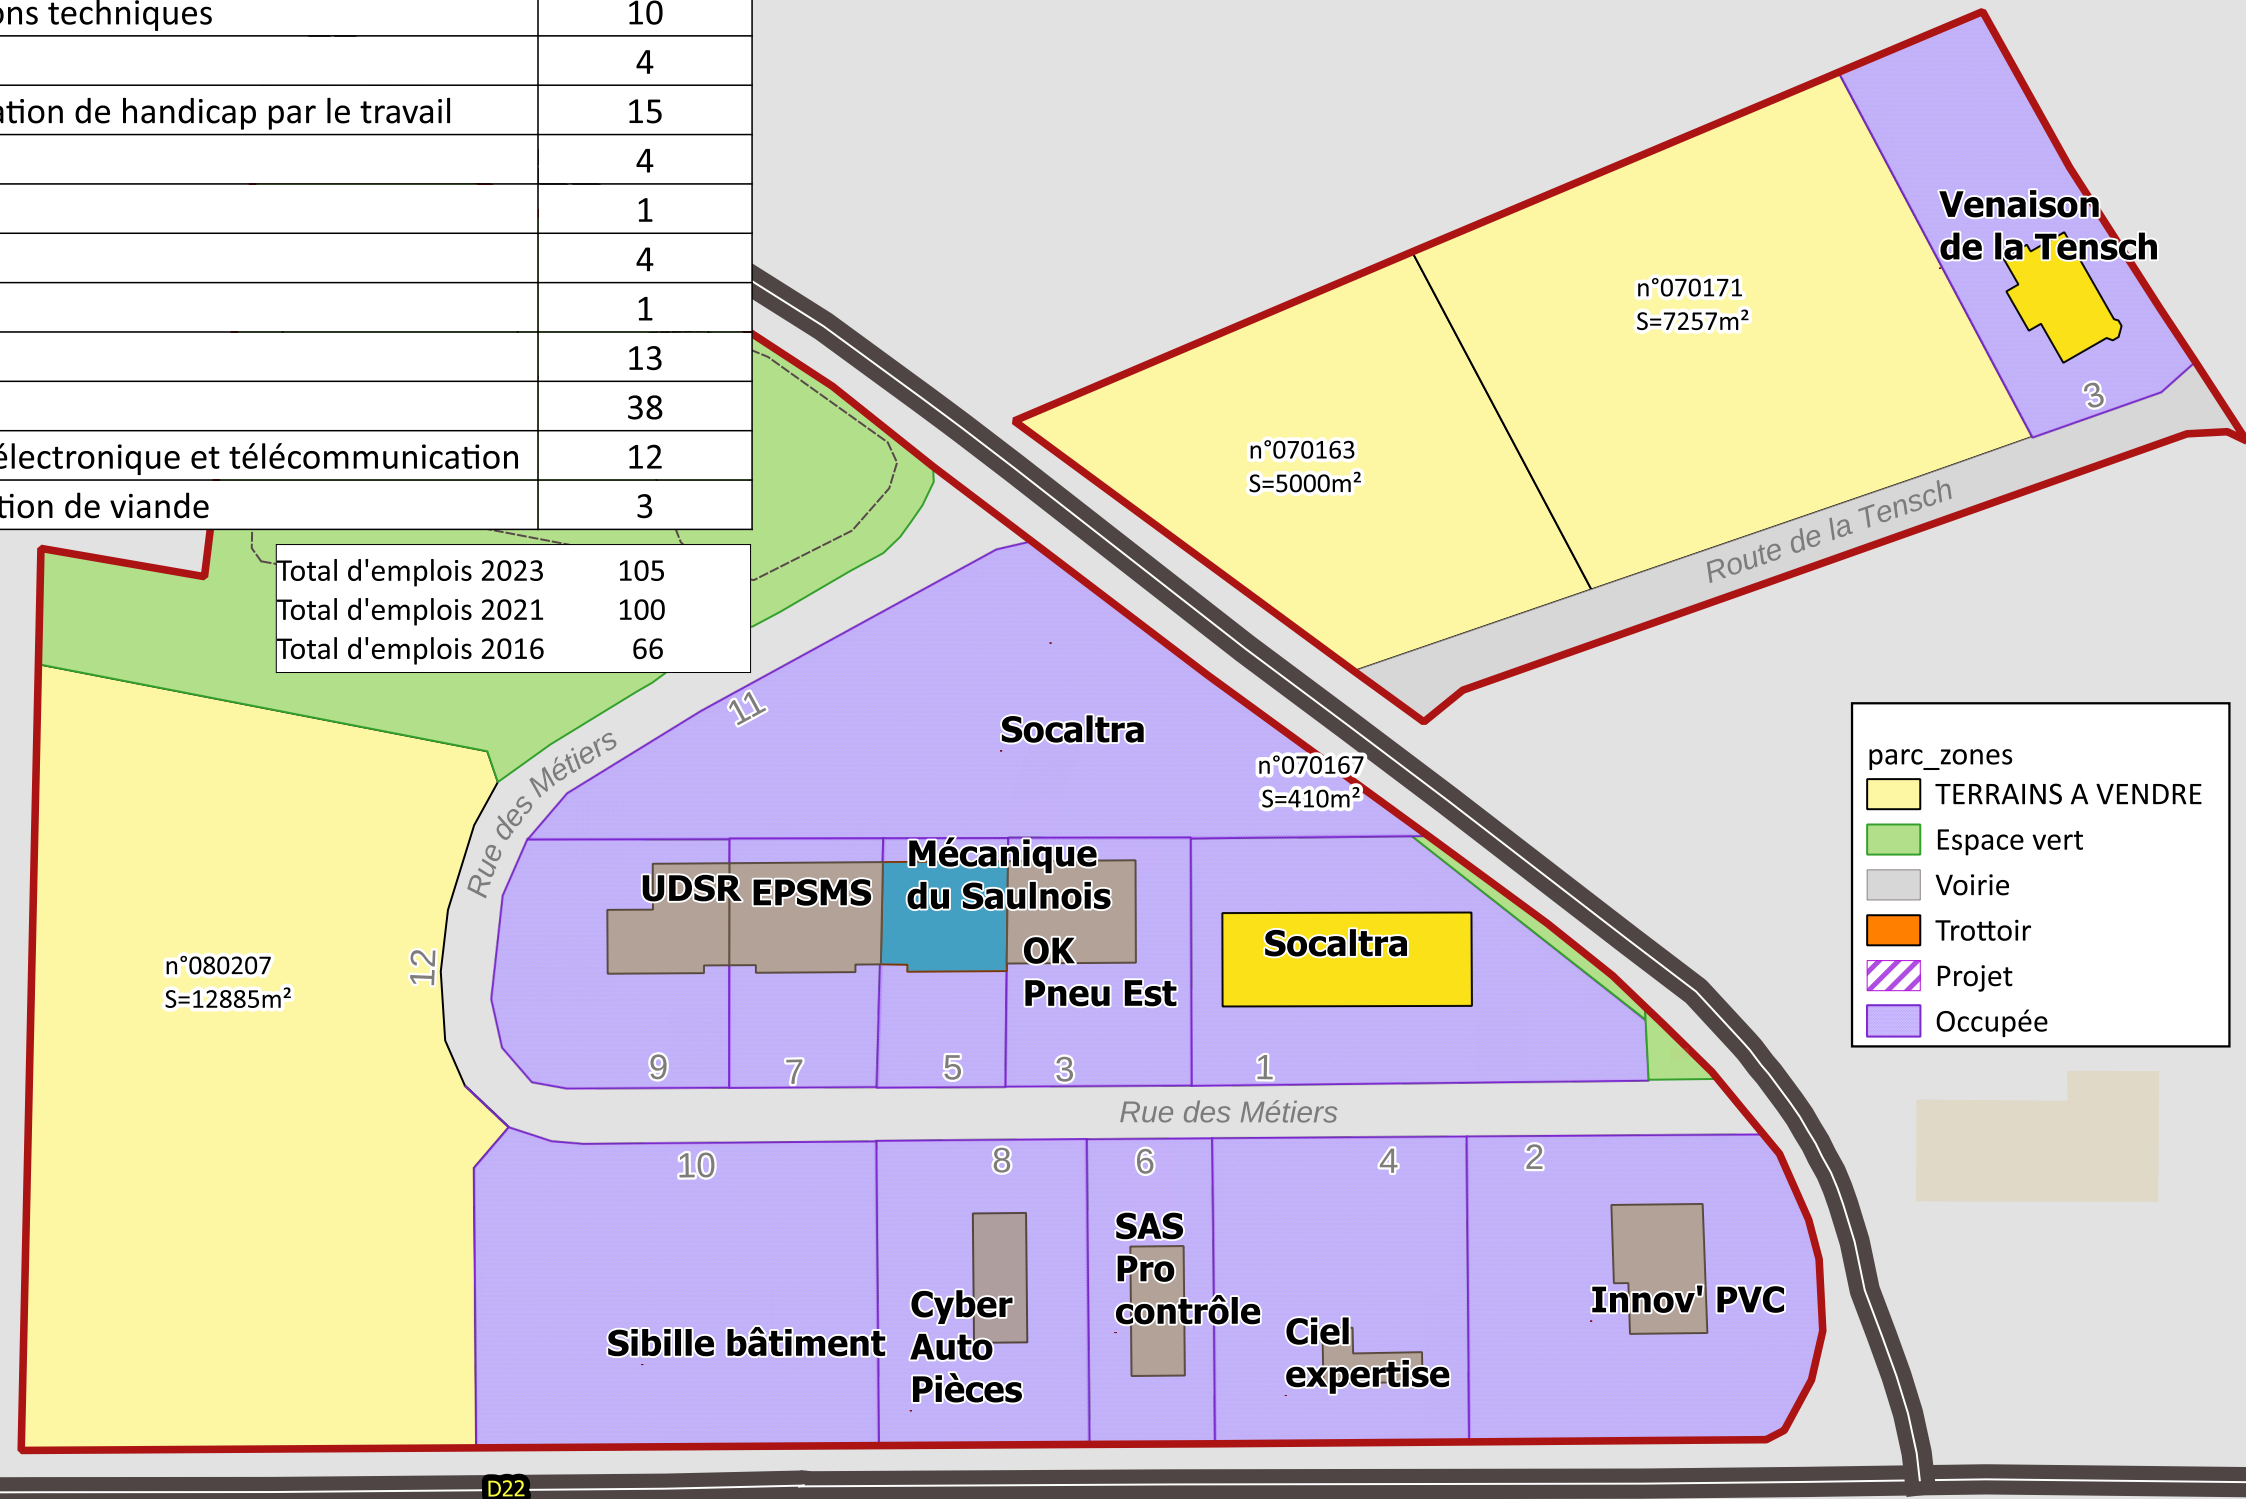 ons techniques 10
4
ation de handicap par le travail 15
4
1
4
1
13
38
électronique et télécommunication 12
tion de viande 3
Total d'emplois 2023 105
Total d'emplois 2021 100
Total d'emplois 2016 66
Venaison
de la Tensch
n°070171
S=7257m²
3
n°070163
S=5000m²
Route de la Tensch
11
Socaltra
Rue des Métiers
n°070167
S=410m²
parc_zones
TERRAINS A VENDRE
Espace vert
Voirie
Trottoir
Projet
Occupée
UDSR
EPSMS
Mécanique
du Saulnois
OK
Pneu Est
Socaltra
n°080207
S=12885m²
12
9
7
5
3
1
Rue des Métiers
10
8
6
4
2
Sibille bâtiment
Cyber
Auto
Pièces
SAS
Pro
contrôle
Ciel
expertise
Innov' PVC
D22